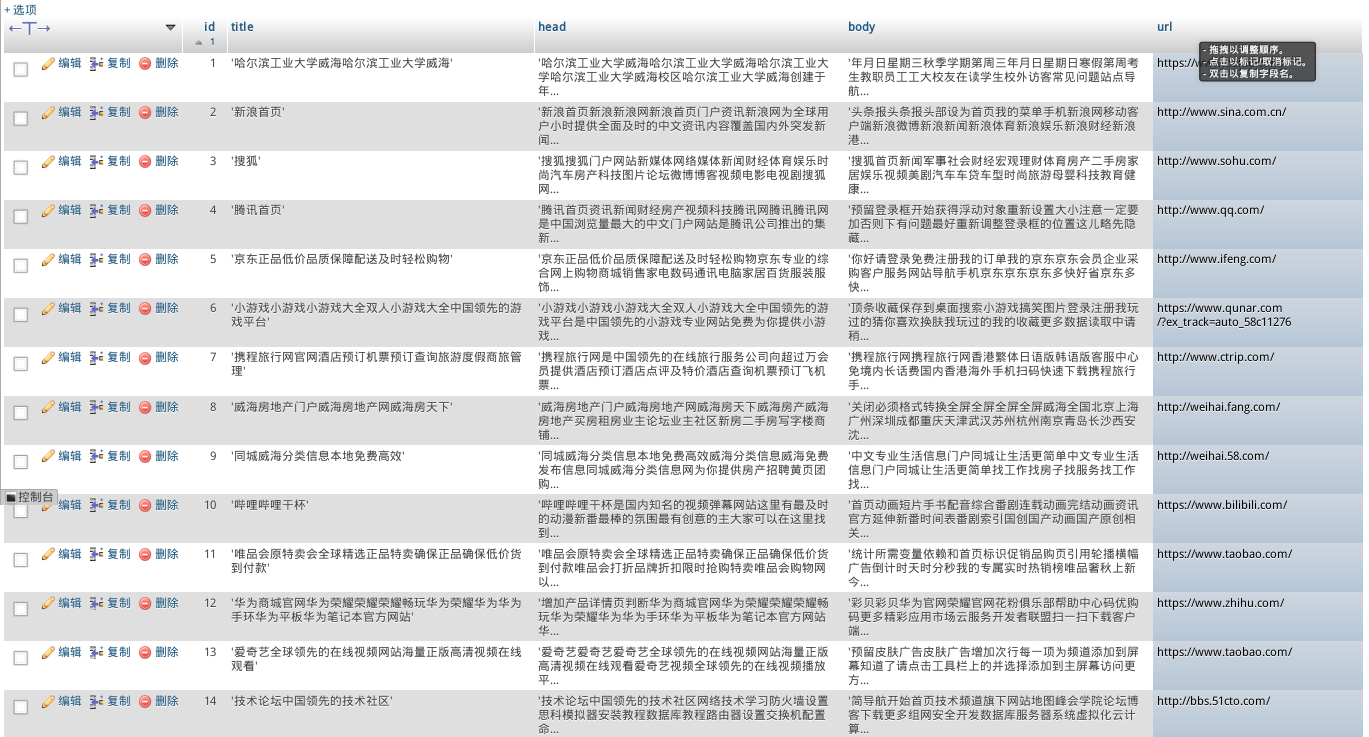 + 选项
←T→ id title head body url
1
- 拖拽以调整顺序。
- 点击以标记/取消标记。
- 双击以复制字段名。
编辑 复制 删除 1 '哈尔滨工业大学威海哈尔滨工业大学威海' '哈尔滨工业大学威海哈尔滨工业大学威海哈尔滨工业大 '年月日星期三秋季学期第周三年月日星期日寒假第周考 https://w
学哈尔滨工业大学威海校区哈尔滨工业大学威海创建于 生教职员工工大校友在读学生校外访客常见问题站点导
年... 航...
编辑 复制 删除 2 '新浪首页' '新浪首页新浪新浪网新浪首页门户资讯新浪网为全球用 '头条报头条报头部设为首页我的菜单手机新浪网移动客 http://www.sina.com.cn/
户小时提供全面及时的中文资讯内容覆盖国内外突发新 户端新浪微博新浪新闻新浪体育新浪娱乐新浪财经新浪
闻... 港...
编辑 复制 删除 3 '搜狐' '搜狐搜狐门户网站新媒体网络媒体新闻财经体育娱乐时 '搜狐首页新闻军事社会财经宏观理财体育房产二手房家 http://www.sohu.com/
尚汽车房产科技图片论坛微博博客视频电影电视剧搜狐 居娱乐视频美剧汽车车贷车型时尚旅游母婴科技教育健
网... 康...
编辑 复制 删除 4 '腾讯首页' '腾讯首页资讯新闻财经房产视频科技腾讯网腾讯腾讯网 '预留登录框开始获得浮动对象重新设置大小注意一定要 http://www.qq.com/
是中国浏览量最大的中文门户网站是腾讯公司推出的集 加否则下有问题最好重新调整登录框的位置这儿略先隐
新... 藏...
编辑 复制 删除 5 '京东正品低价品质保障配送及时轻松购物' '京东正品低价品质保障配送及时轻松购物京东专业的综 '你好请登录免费注册我的订单我的京东京东会员企业采 http://www.ifeng.com/
合网上购物商城销售家电数码通讯电脑家居百货服装服 购客户服务网站导航手机京东京东京东多快好省京东多
饰... 快...
编辑 复制 删除 6 '小游戏小游戏小游戏大全双人小游戏大全中国领先的游 '小游戏小游戏小游戏大全双人小游戏大全中国领先的游 '顶条收藏保存到桌面搜索小游戏搞笑图片登录注册我玩 https://www.qunar.com
戏平台' 戏平台是中国领先的小游戏专业网站免费为你提供小游 过的猜你喜欢换肤我玩过的我的收藏更多数据读取中请 /?ex_track=auto_58c11276
戏... 稍...
编辑 复制 删除 7 '携程旅行网官网酒店预订机票预订查询旅游度假商旅管 '携程旅行网是中国领先的在线旅行服务公司向超过万会 '携程旅行网携程旅行网香港繁体日语版韩语版客服中心 http://www.ctrip.com/
理' 员提供酒店预订酒店点评及特价酒店查询机票预订飞机 免境内长话费国内香港海外手机扫码快速下载携程旅行
票... 手...
编辑 复制 删除 8 '威海房地产门户威海房地产网威海房天下' '威海房地产门户威海房地产网威海房天下威海房产威海 '关闭必须格式转换全屏全屏全屏全屏威海全国北京上海 http://weihai.fang.com/
房地产买房租房业主论坛业主社区新房二手房写字楼商 广州深圳成都重庆天津武汉苏州杭州南京青岛长沙西安
铺... 沈...
编辑 复制 删除 9 '同城威海分类信息本地免费高效' '同城威海分类信息本地免费高效威海分类信息威海免费 '中文专业生活信息门户同城让生活更简单中文专业生活 http://weihai.58.com/
发布信息同城威海分类信息网为你提供房产招聘黄页团 信息门户同城让生活更简单找工作找房子找服务找工作
购... 找...
控制台
编辑 复制 删除 10 '哔哩哔哩干杯' '哔哩哔哩干杯是国内知名的视频弹幕网站这里有最及时 '首页动画短片手书配音综合番剧连载动画完结动画资讯 https://www.bilibili.com/
的动漫新番最棒的氛围最有创意的主大家可以在这里找 官方延伸新番时间表番剧索引国创国产动画国产原创相
到... 关...
编辑 复制 删除 11 '唯品会原特卖会全球精选正品特卖确保正品确保低价货 '唯品会原特卖会全球精选正品特卖确保正品确保低价货 '统计所需变量依赖和首页标识促销品购页引用轮播横幅 https://www.taobao.com/
到付款' 到付款唯品会打折品牌折扣限时抢购特卖唯品会购物网 广告倒计时天时分秒我的专属实时热销榜唯品奢秋上新
以... 今...
编辑 复制 删除 12 '华为商城官网华为荣耀荣耀荣耀畅玩华为荣耀华为华为 '增加产品详情页判断华为商城官网华为荣耀荣耀荣耀畅 '彩贝彩贝华为官网荣耀官网花粉俱乐部帮助中心码优购 https://www.zhihu.com/
手环华为平板华为笔记本官方网站' 玩华为荣耀华为华为手环华为平板华为笔记本官方网站 码更多精彩应用市场云服务开发者联盟扫一扫下载客户
华... 端...
编辑 复制 删除 13 '爱奇艺全球领先的在线视频网站海量正版高清视频在线 '爱奇艺爱奇艺爱奇艺全球领先的在线视频网站海量正版 '预留皮肤广告皮肤广告增加次行每一项为频道添加到屏 https://www.taobao.com/
观看' 高清视频在线观看爱奇艺视频全球领先的在线视频播放 幕知道了请点击工具栏上的并选择添加到主屏幕访问更
平... 方...
编辑 复制 删除 14 '技术论坛中国领先的技术社区' '技术论坛中国领先的技术社区网络技术学习防火墙设置 '简导航开始首页技术频道旗下网站地图峰会学院论坛博 http://bbs.51cto.com/
思科模拟器安装教程数据库教程路由器设置交换机配置 客下载更多组网安全开发数据库服务器系统虚拟化云计
命... 算...